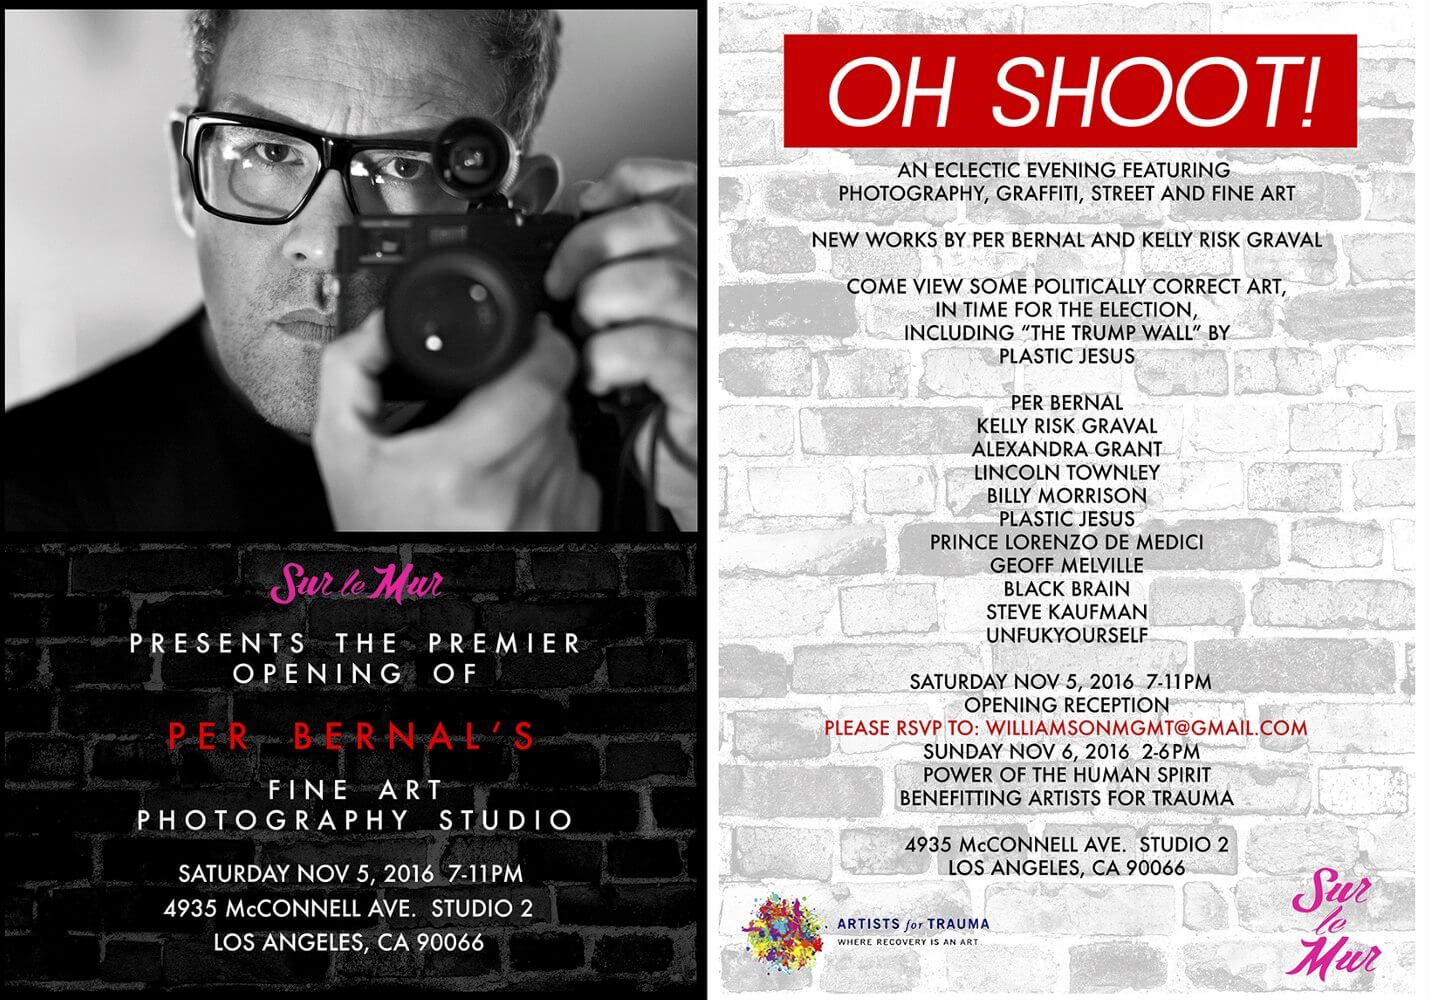 Sur le Mur
PRESENTS THE PREMIER
OPENING OF
PER BERNAL'S
FINE ART
PHOTOGRAPHY STUDIO
SATURDAY NOV 5, 2016 7-11PM
4935 McCONNELL AVE. STUDIO 2
LOS ANGELES, CA 90066
OH SHOOT!
AN ECLECTIC EVENING FEATURING
PHOTOGRAPHY, GRAFFITI, STREET AND FINE ART
NEW WORKS BY PER BERNAL AND KELLY RISK GRAVAL
COME VIEW SOME POLITICALLY CORRECT ART,
IN TIME FOR THE ELECTION,
INCLUDING “THE TRUMP WALL” BY
PLASTIC JESUS
PER BERNAL
KELLY RISK GRAVAL
ALEXANDRA GRANT
LINCOLN TOWNLEY
BILLY MORRISON
PLASTIC JESUS
PRINCE LORENZO DE MEDICI
GEOFF MELVILLE
BLACK BRAIN
STEVE KAUFMAN
UNFUKYOURSELF
SATURDAY NOV 5, 2016 7-11PM
OPENING RECEPTION
PLEASE RSVP TO: WILLIAMSONMGMT@GMAIL.COM
SUNDAY NOV 6, 2016 2-6PM
POWER OF THE HUMAN SPIRIT
BENEFITTING ARTISTS FOR TRAUMA
4935 McCONNELL AVE. STUDIO 2
LOS ANGELES, CA 90066
ARTISTS for TRAUMA
WHERE RECOVERY IS AN ART
Sur
le
Mur